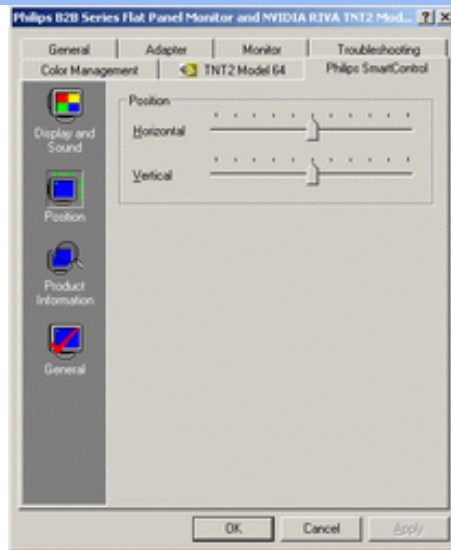 Philips B2B Series Flat Panel Monitor and NVIDIA RIVA TNT2 Mod...
General
Adapter
Monitor
Troubleshooting
Color Management
TNT2 Model 64
Philips SmartControl
Display and
Sound
Position
Product
Information
General
Position
Horizontal
Vertical
OK
Cancel
Apply